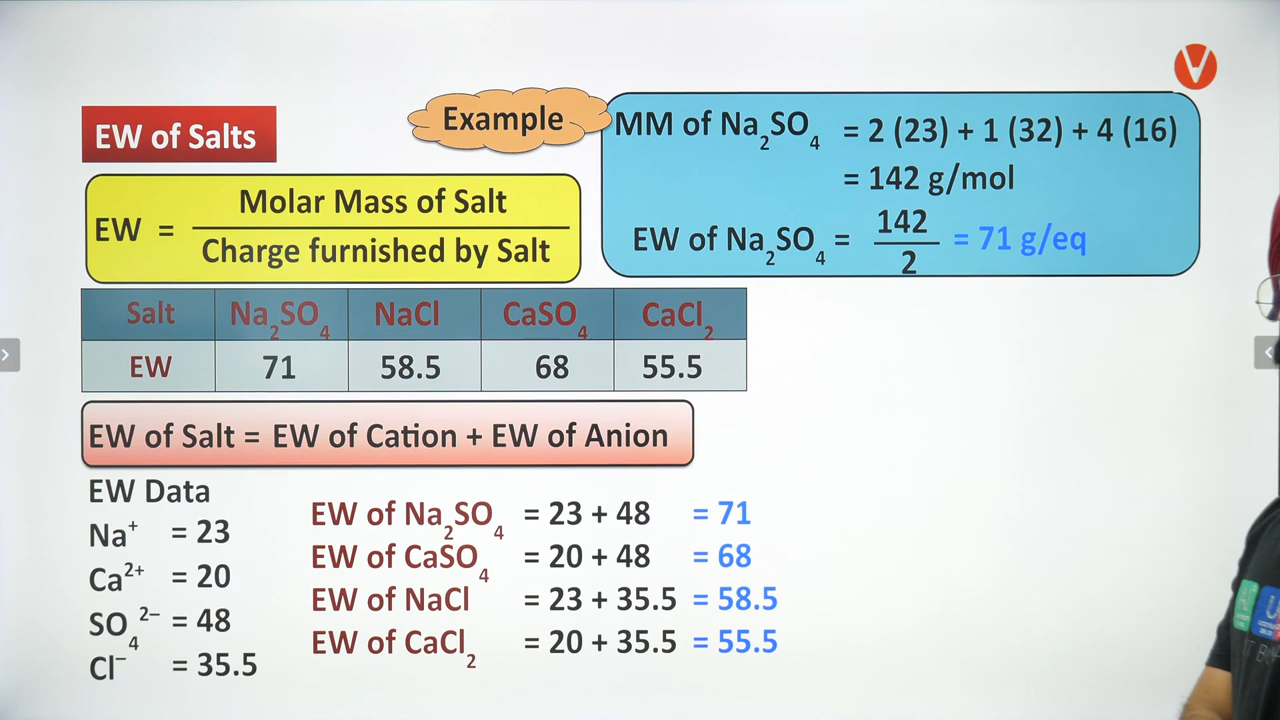 EW of Salts
Example
MM of Na₂SO₄ = 2 (23) + 1 (32) + 4 (16)
= 142 g/mol
EW of Na₂SO₄ = 142/2 = 71 g/eq
EW = Molar Mass of Salt / Charge furnished by Salt
Salt Na₂SO₄ NaCl CaSO₄ CaCl₂
EW 71 58.5 68 55.5
EW of Salt = EW of Cation + EW of Anion
EW Data
Na⁺ = 23
Ca²⁺ = 20
SO₄²⁻ = 48
Cl⁻ = 35.5
EW of Na₂SO₄ = 23 + 48 = 71
EW of CaSO₄ = 20 + 48 = 68
EW of NaCl = 23 + 35.5 = 58.5
EW of CaCl₂ = 20 + 35.5 = 55.5